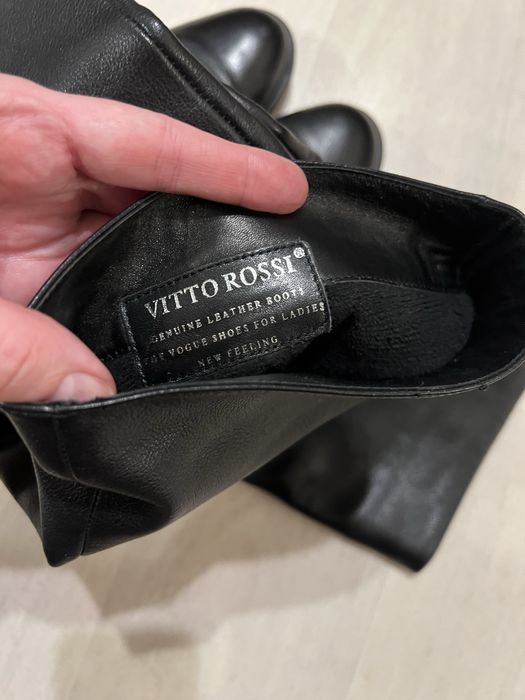 VITTO ROSSI®
GENUINE LEATHER BOOTS
VOGUE SHOES FOR LADIES
NEW FEELING